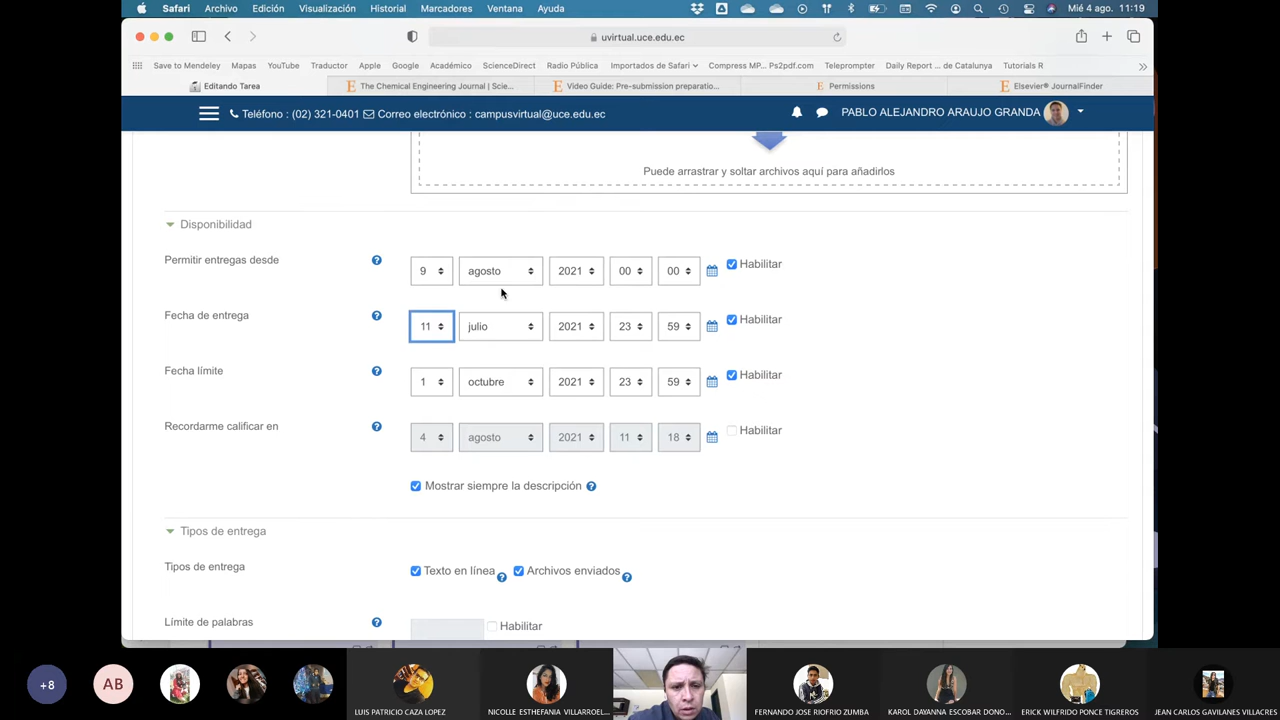 Safari Archivo Edición Visualización Historial Marcadores Ventana Ayuda Mié 4 ago. 11:19
uvirtual.uce.edu.ec
Save to Mendeley Mapas YouTube Traductor Apple Google Académico ScienceDirect Radio Pública Importados de Safari Compress MP... Ps2pdf.com Teleprompter Daily Report ... de Catalunya Tutorials R
Editando Tarea The Chemical Engineering Journal | Scie... Video Guide: Pre-submission preparatio... Permissions Elsevier® JournalFinder
Teléfono : (02) 321-0401 Correo electrónico : campusvirtual@uce.edu.ec PABLO ALEJANDRO ARAUJO GRANDA
Puede arrastrar y soltar archivos aquí para añadirlos
Disponibilidad
Permitir entregas desde 9 agosto 2021 00 00 Habilitar
Fecha de entrega 11 julio 2021 23 59 Habilitar
Fecha límite 1 octubre 2021 23 59 Habilitar
Recordarme calificar en 4 agosto 2021 11 18 Habilitar
Mostrar siempre la descripción
Tipos de entrega
Tipos de entrega Texto en línea Archivos enviados
Límite de palabras Habilitar
+8 AB
LUIS PATRICIO CAZA LOPEZ NICOLLE ESTHEFANIA VILLARROEL... FERNANDO JOSE RIOFRIO ZUMBA KAROL DAYANNA ESCOBAR DONO... ERICK WILFRIDO PONCE TIGREROS JEAN CARLOS GAVILANES VILLACRES